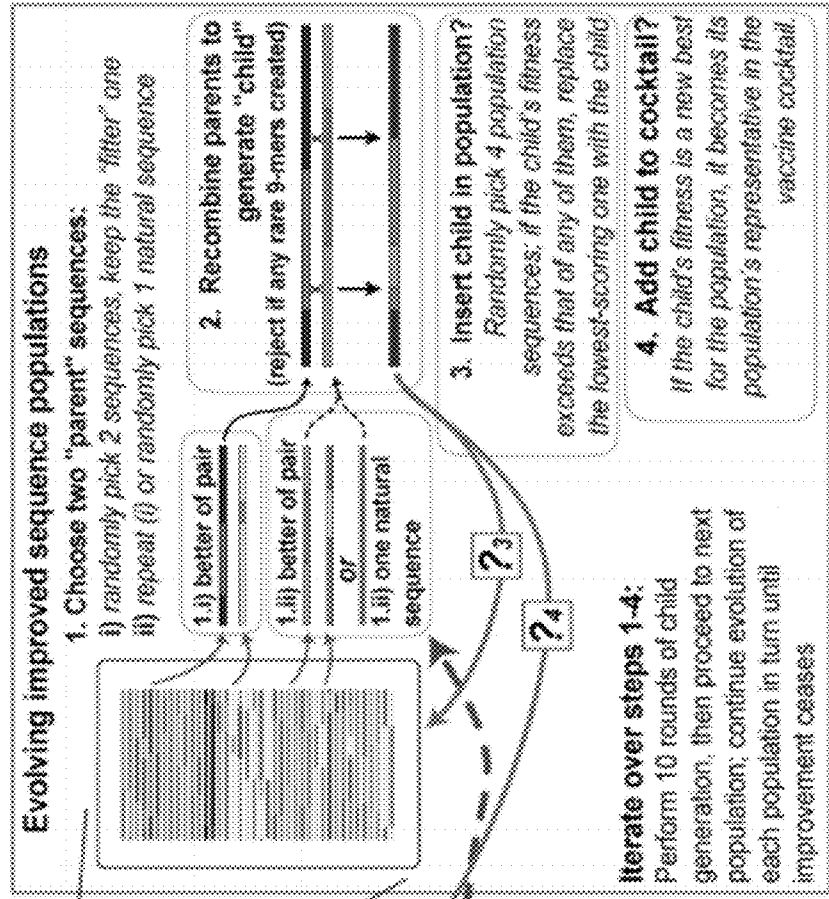 Evolving improved sequence populations
1. Choose two "parent" sequences:
i) randomly pick 2 sequences, keep the 'fitter' one
ii) repeat (i) or randomly pick 1 natural sequence
1.i) better of pair
1.ii) better of pair
or
1.ii) one natural
sequence
2. Recombine parents to
generate "child"
(reject if any rare 9-mers created)
x
x
?3
?4
3. Insert child in population?
Randomly pick 4 population
sequences: if the child's fitness
exceeds that of any of them, replace
the lowest-scoring one with the child
4. Add child to cocktail?
If the child's fitness is a new best
for the population, it becomes its
population's representative in the
vaccine cocktail.
Iterate over steps 1-4:
Perform 10 rounds of child
generation, then proceed to next
population; continue evolution of
each population in turn until
improvement ceases